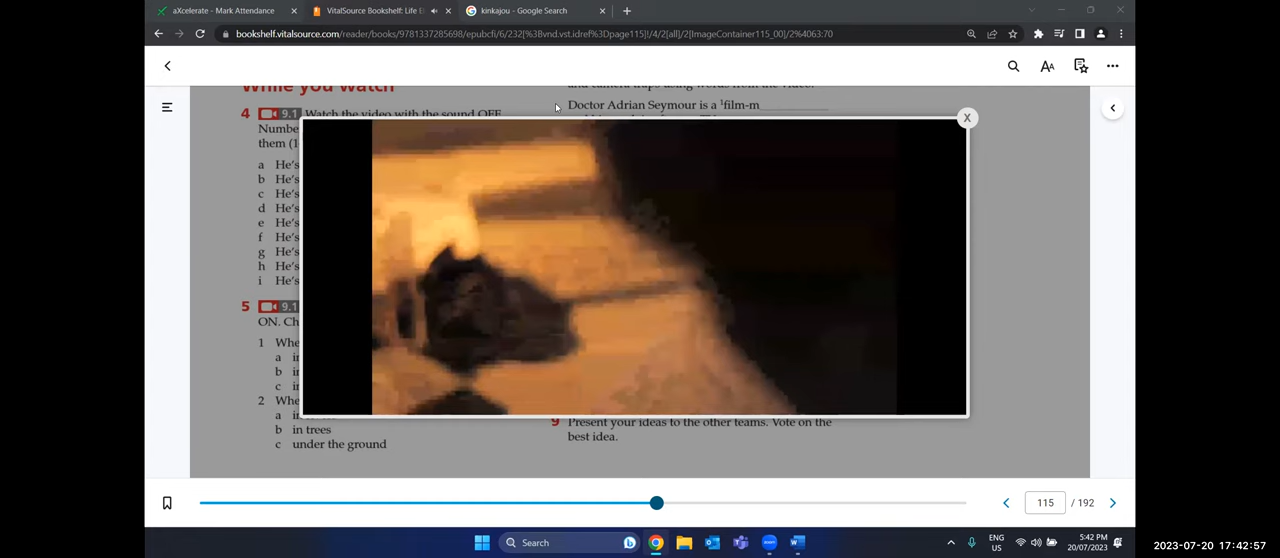 aXcelerate - Mark Attendance
VitalSource Bookshelf: Life E
kinkajou - Google Search
bookshelf.vitalsource.com/reader/books/9781337285698/epubcfi/6/232[%3Bvnd.vst.idref%3Dpage115]!/4/2[all]/2[ImageContainer115_00]/2%4063:70
While you watch
4 9.1 Watch the video with the sound OFF.
Numbe
them (1
a He's
b He's
c He's
d He's
e He's
f He's
g He's
h He's
i He's
5 9.1
ON. Ch
1 Whe
a in
b in
c in
2 Whe
a in
b in trees
c under the ground
and camera traps using words from the video.
Doctor Adrian Seymour is a 1film-m
X
9 Present your ideas to the other teams. Vote on the
best idea.
115 / 192
Search
ENG
US
5:42 PM
20/07/2023
2023-07-20 17:42:57